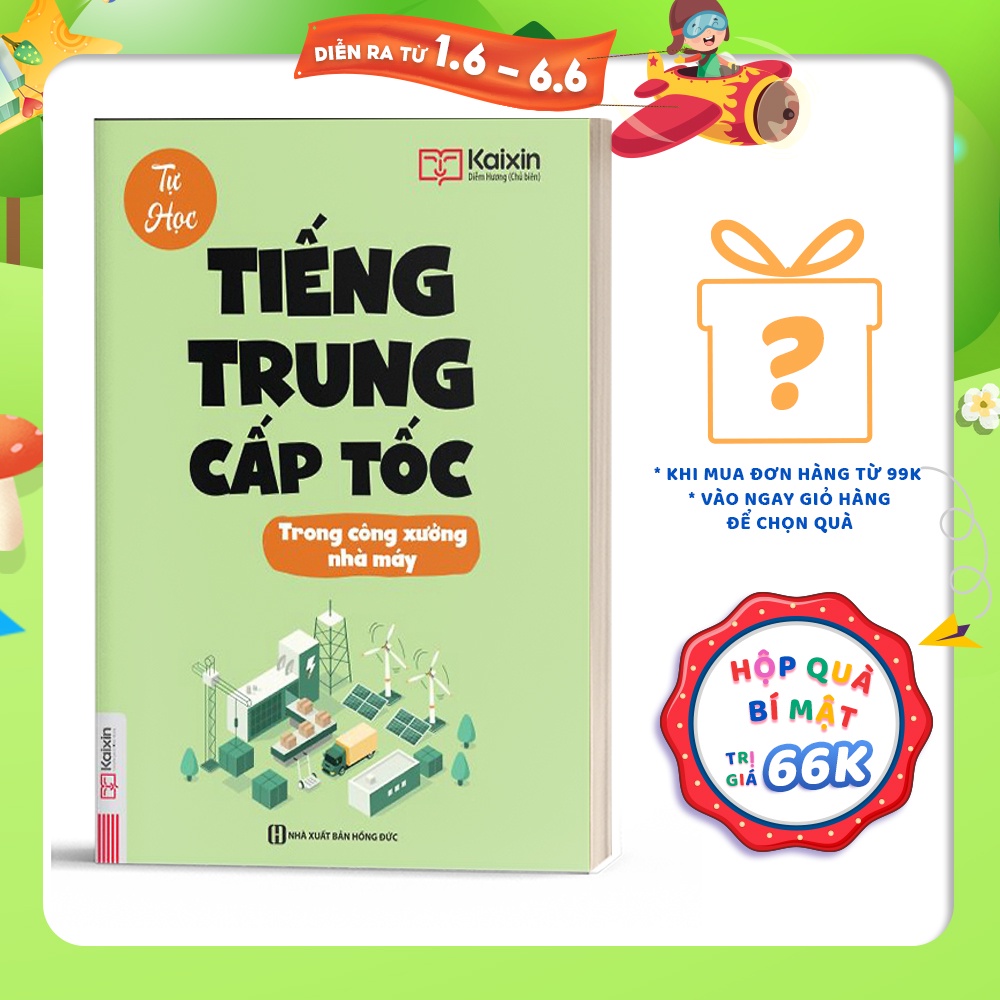 DIỄN RA TỪ 1.6 – 6.6
Tự
Học
Kaixin
Diễm Hương (Chủ biên)
TIẾNG
TRUNG
CẤP TỐC
Trong công xưởng
nhà máy
Kaixin
NHÀ XUẤT BẢN HỒNG ĐỨC
?
* KHI MUA ĐƠN HÀNG TỪ 99K
* VÀO NGAY GIỎ HÀNG
ĐỂ CHỌN QUÀ
HỘP QUÀ
BÍ MẬT
TRỊ
GIÁ 66K